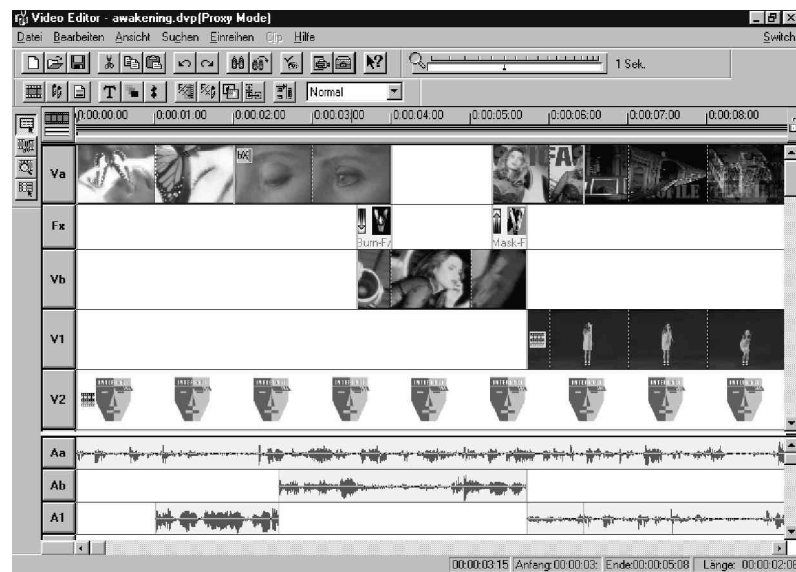 Video Editor - awakening.dvp(Proxy Mode)
Datei Bearbeiten Ansicht Suchen Einreihen Clip Hilfe Switch
1 Sek.
T Normal
0:00:00:00 0:00:01:00 0:00:02:00 0:00:03:00 0:00:04:00 0:00:05:00 0:00:06:00 0:00:07:00 0:00:08:00
Va
Fx Burn-F Mask-F
Vb
V1
V2
Aa
Ab
A1
00:00:03:15 Anfang:00:00:03: Ende:00:00:05:08 Länge: 00:00:02:08